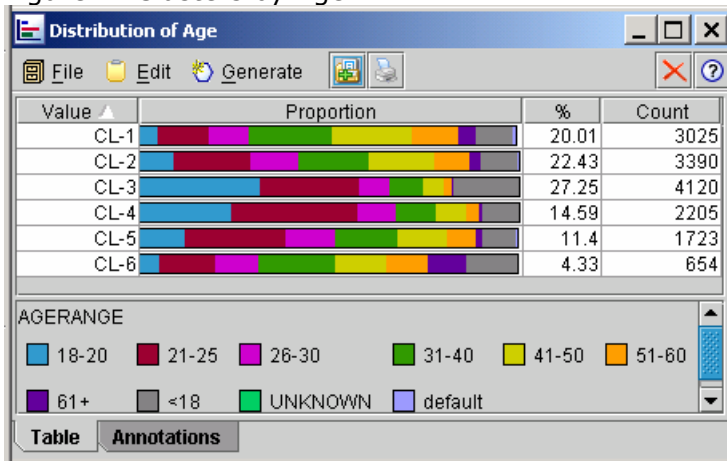 Distribution of Age
File Edit Generate
Value Proportion % Count
CL-1 20.01 3025
CL-2 22.43 3390
CL-3 27.25 4120
CL-4 14.59 2205
CL-5 11.4 1723
CL-6 4.33 654
AGERANGE
18-20 21-25 26-30 31-40 41-50 51-60
61+ <18 UNKNOWN default
Table Annotations